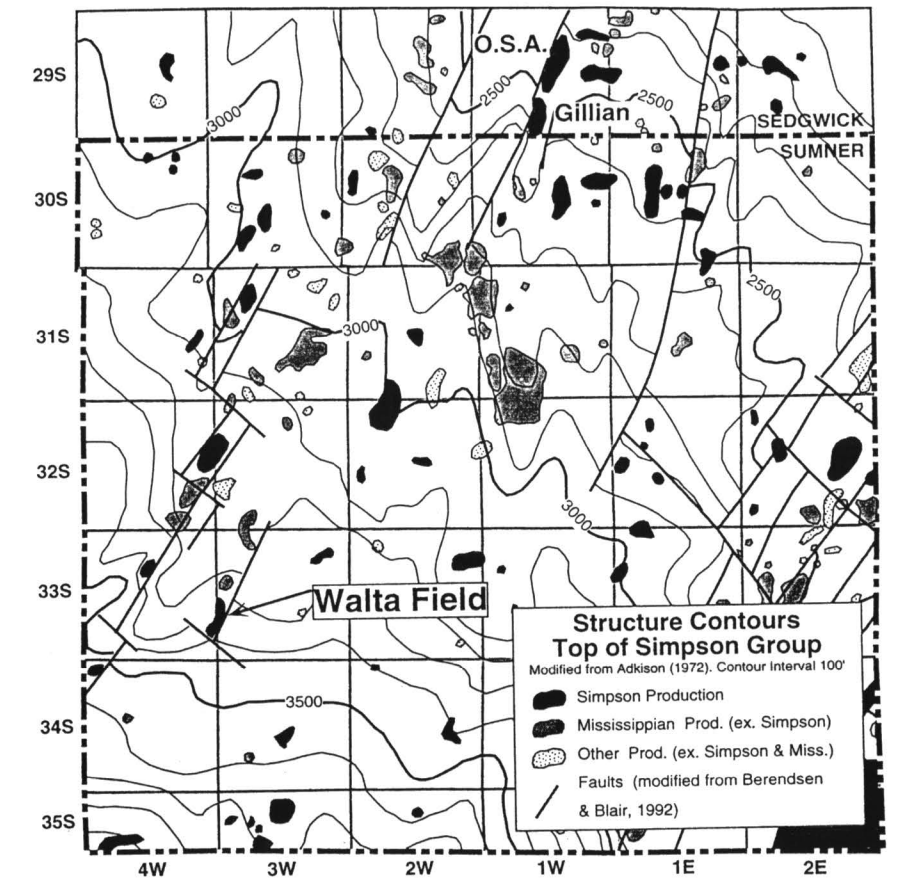 O.S.A.
29S
2500
2500
3000
Gillian
SEDGWICK
SUMNER
30S
2500
31S
3000
32S
3000
33S
Walta Field
Structure Contours
Top of Simpson Group
Modified from Adkison (1972). Contour Interval 100'
Simpson Production
3500
Mississippian Prod. (ex. Simpson)
34S
Other Prod. (ex. Simpson & Miss.)
Faults (modified from Berendsen
& Blair, 1992)
35S
4W 3W 2W 1W 1E 2E